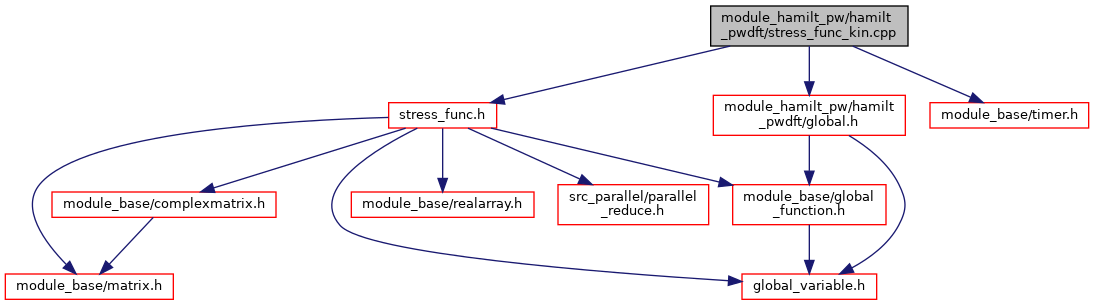 module_hamilt_pw/hamilt
_pwdft/stress_func_kin.cpp
stress_func.h
module_hamilt_pw/hamilt
_pwdft/global.h
module_base/timer.h
module_base/complexmatrix.h
module_base/realarray.h
src_parallel/parallel
_reduce.h
module_base/global
_function.h
module_base/matrix.h
global_variable.h